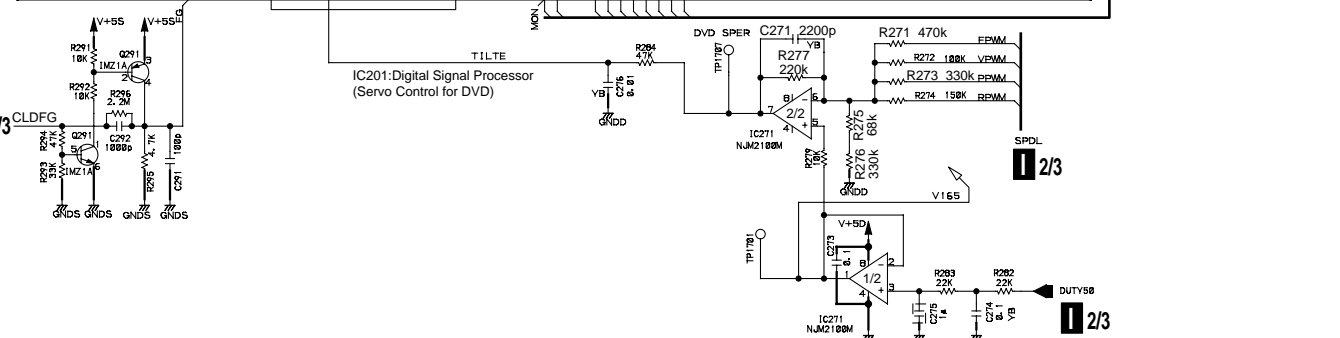 V+5S
V+5S
FG
R291
10K
Q291
IMZ1A
3
2
4
R292
10K
R296
2.2M
CLDFG
/3
R294
47K
Q291
5
1
6
IMZ1A
C292
1000p
R293
33K
R295
4.7K
C291
100p
GNDS
GNDS
GNDS
GNDS
TILTE
IC201:Digital Signal Processor
(Servo Control for DVD)
YB
C276
0.01
GNDD
R284
47K
MON
DVD SPER
TP1707
C271
2200p
YB
R277
220k
8
6
7
2/2
4
5
IC271
NJM2100M
R279
10K
R275
68k
R276
330k
GNDD
R271 470k
FPWM
R272 100K
VPWM
R273 330k
PPWM
R274 150K
RPWM
SPDL
I 2/3
V165
TP1701
V+5D
C273
0.1
8
2
1
1/2
4
3
IC271
NJM2100M
R283
22K
R282
22K
DUTY50
C275
1µ
C274
0.1
YB
I 2/3